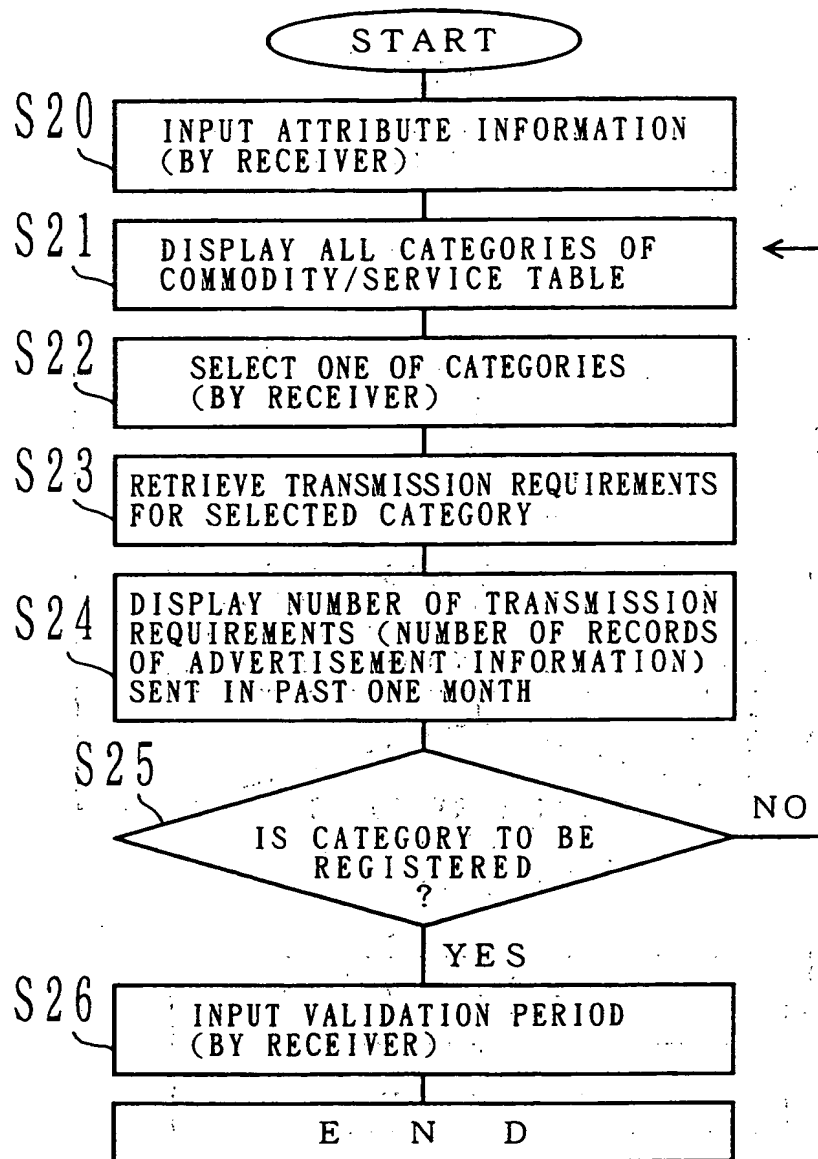 START
S20
INPUT ATTRIBUTE INFORMATION
(BY RECEIVER)
S21
DISPLAY ALL CATEGORIES OF
COMMODITY/SERVICE TABLE
S22
SELECT ONE OF CATEGORIES
(BY RECEIVER)
S23
RETRIEVE TRANSMISSION REQUIREMENTS
FOR SELECTED CATEGORY
S24
DISPLAY NUMBER OF TRANSMISSION
REQUIREMENTS (NUMBER OF RECORDS
OF ADVERTISEMENT INFORMATION)
SENT IN PAST ONE MONTH
S25
IS CATEGORY TO BE
REGISTERED
?
NO
YES
S26
INPUT VALIDATION PERIOD
(BY RECEIVER)
END